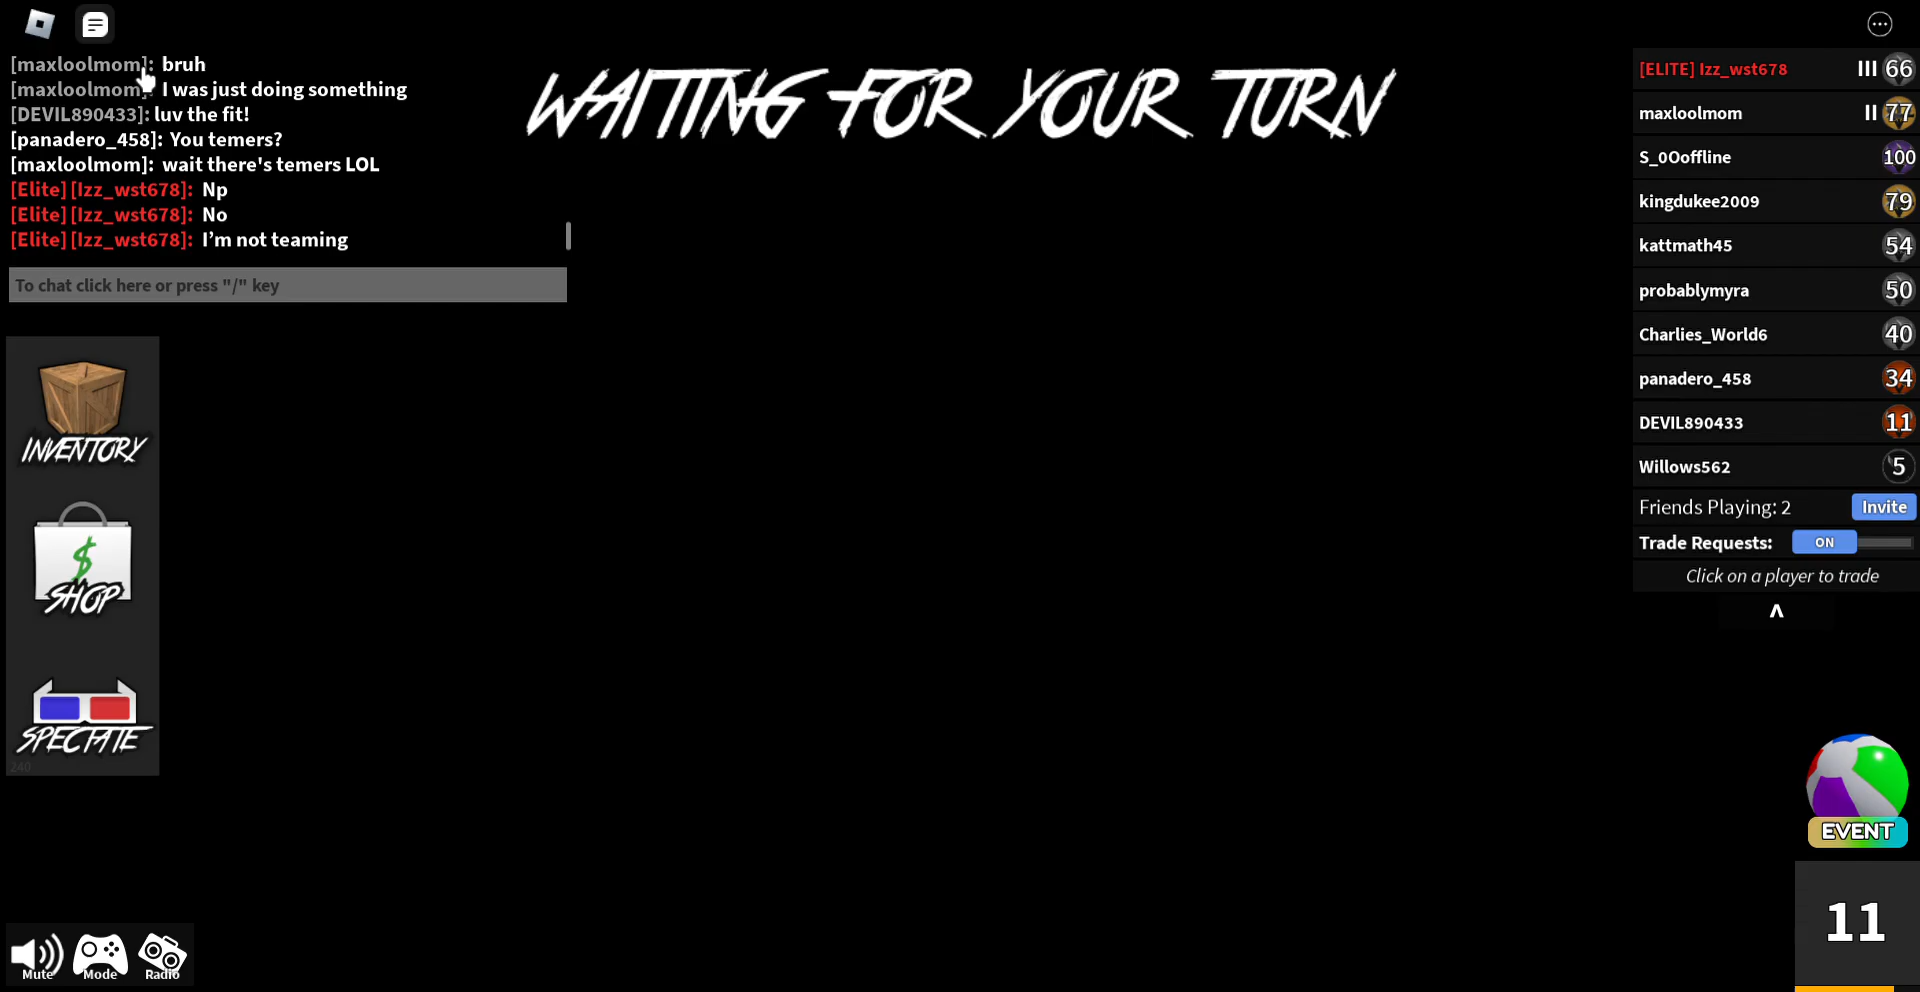 [maxloolmom]: bruh
[maxloolmom]: I was just doing something
[DEVIL890433]: luv the fit!
[panadero_458]: You temers?
[maxloolmom]: wait there's temers LOL
[Elite] [Izz_wst678]: Np
[Elite] [Izz_wst678]: No
[Elite] [Izz_wst678]: I'm not teaming
To chat click here or press "/" key
WAITING FOR YOUR TURN
[ELITE] Izz_wst678 III 66
maxloolmom II 77
S_0Ooffline 100
kingdukee2009 79
kattmath45 54
probablymyra 50
Charlies_World6 40
panadero_458 34
DEVIL890433 11
Willows562 5
Friends Playing: 2 Invite
Trade Requests: ON
Click on a player to trade
INVENTORY
$
SHOP
SPECTATE
240
EVENT
11
Mute Mode Radio